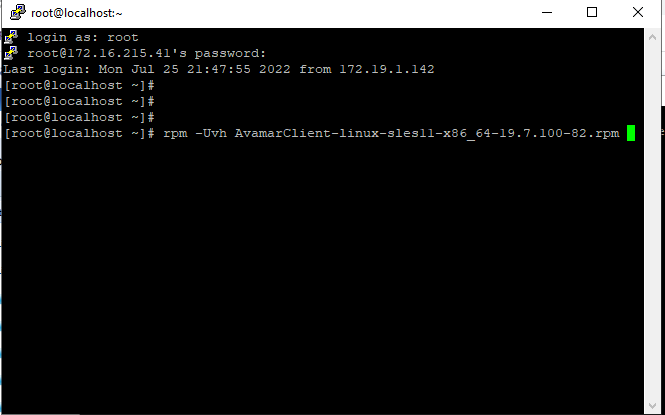 root@localhost:~
login as: root
root@172.16.215.41's password:
Last login: Mon Jul 25 21:47:55 2022 from 172.19.1.142
[root@localhost ~]#
[root@localhost ~]#
[root@localhost ~]#
[root@localhost ~]# rpm -Uvh AvamarClient-linux-sles11-x86_64-19.7.100-82.rpm